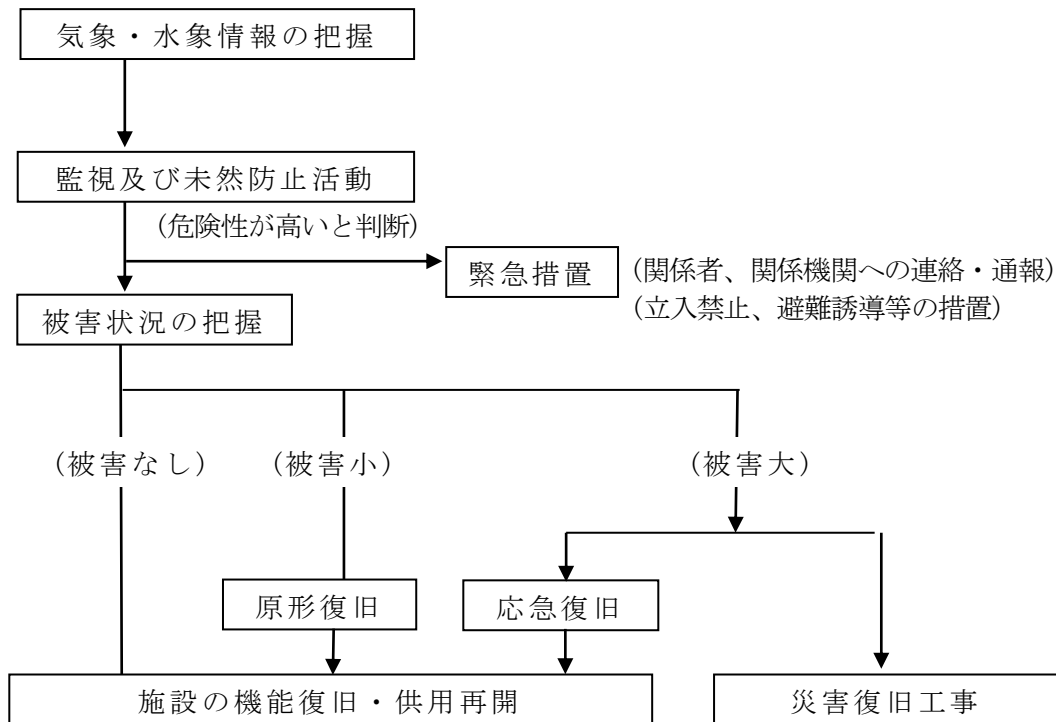 気象・水象情報の把握
監視及び未然防止活動
(危険性が高いと判断)
緊急措置
(関係者、関係機関への連絡・通報)
(立入禁止、避難誘導等の措置)
被害状況の把握
(被害なし)
(被害小)
(被害大)
原形復旧
応急復旧
施設の機能復旧・供用再開
災害復旧工事